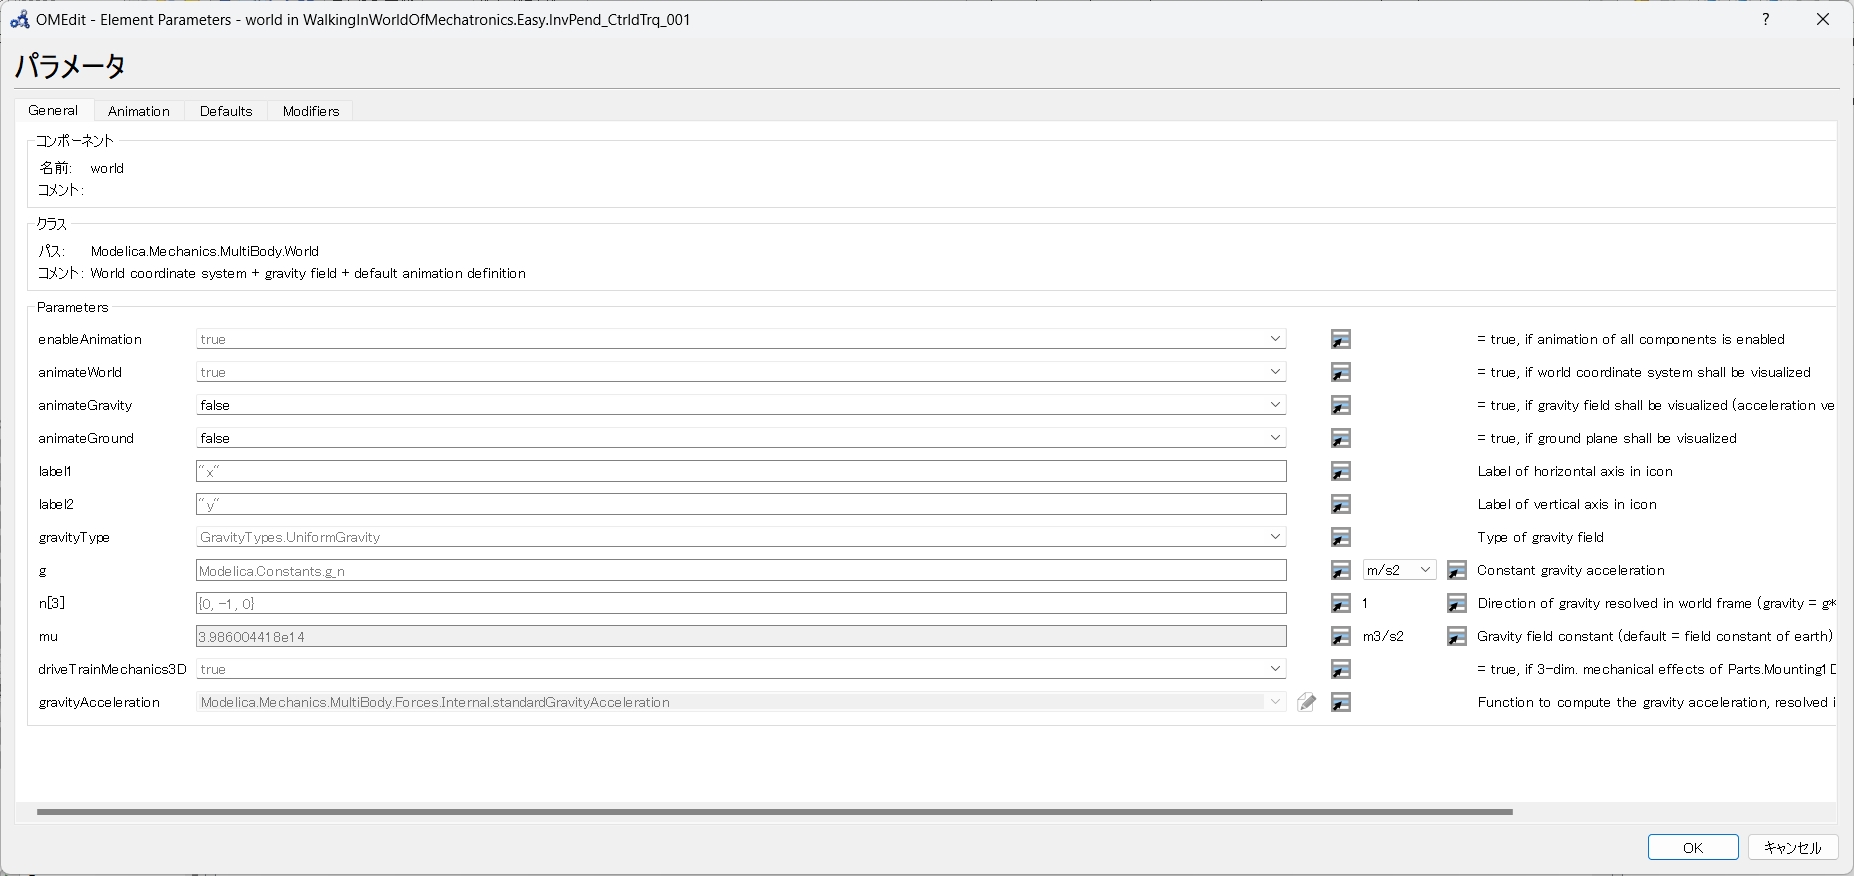 OMEdit - Element Parameters - world in WalkingInWorldOfMechatronics.Easy.InvPend_CtrldTrq_001
パラメータ
General Animation Defaults Modifiers
コンポーネント
名前: world
コメント:
クラス
パス: Modelica.Mechanics.MultiBody.World
コメント: World coordinate system + gravity field + default animation definition
Parameters
enableAnimation true = true, if animation of all components is enabled
animateWorld true = true, if world coordinate system shall be visualized
animateGravity false = true, if gravity field shall be visualized (acceleration ve
animateGround false = true, if ground plane shall be visualized
label1 "x" Label of horizontal axis in icon
label2 "y" Label of vertical axis in icon
gravityType GravityTypes.UniformGravity Type of gravity field
g Modelica.Constants.g_n m/s2 Constant gravity acceleration
n[3] {0, -1, 0} 1 Direction of gravity resolved in world frame (gravity = g*
mu 3.986004418e14 m3/s2 Gravity field constant (default = field constant of earth)
driveTrainMechanics3D true = true, if 3-dim. mechanical effects of Parts.Mounting1D
gravityAcceleration Modelica.Mechanics.MultiBody.Forces.Internal.standardGravityAcceleration Function to compute the gravity acceleration, resolved i
OK キャンセル